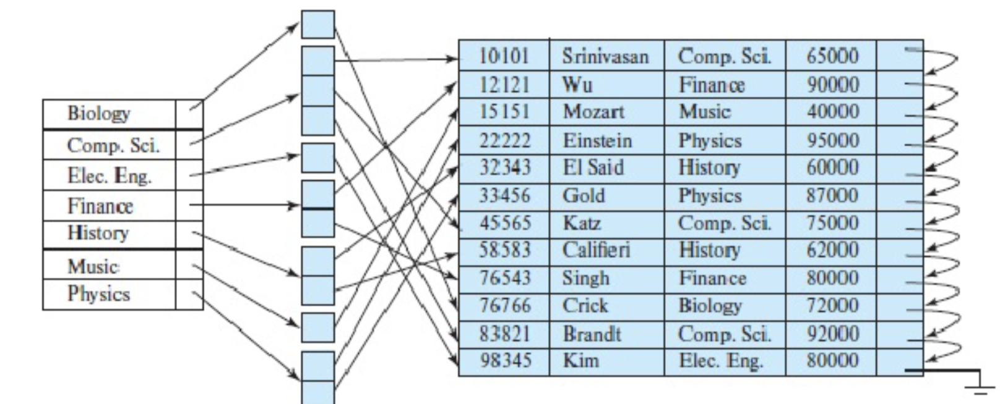 Biology
Comp. Sci.
Elec. Eng.
Finance
History
Music
Physics
10101 Srinivasan Comp. Sci. 65000
12121 Wu Finance 90000
15151 Mozart Music 40000
22222 Einstein Physics 95000
32343 El Said History 60000
33456 Gold Physics 87000
45565 Katz Comp. Sci. 75000
58583 Califieri History 62000
76543 Singh Finance 80000
76766 Crick Biology 72000
83821 Brandt Comp. Sci. 92000
98345 Kim Elec. Eng. 80000